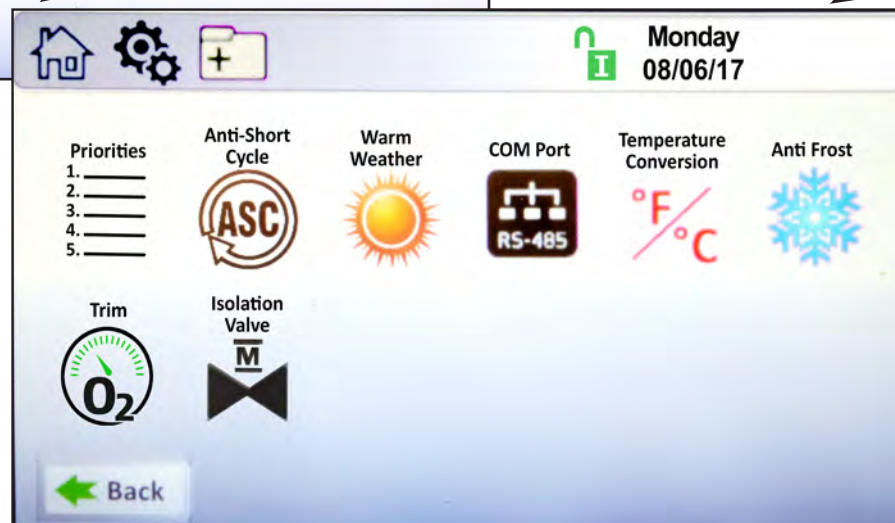 Monday
08/06/17
Priorities
1.
2.
3.
4.
5.
Anti-Short
Cycle
ASC
Warm
Weather
COM Port
RS-485
Temperature
Conversion
°F/°C
Anti Frost
Trim
O2
Isolation
Valve
M
Back